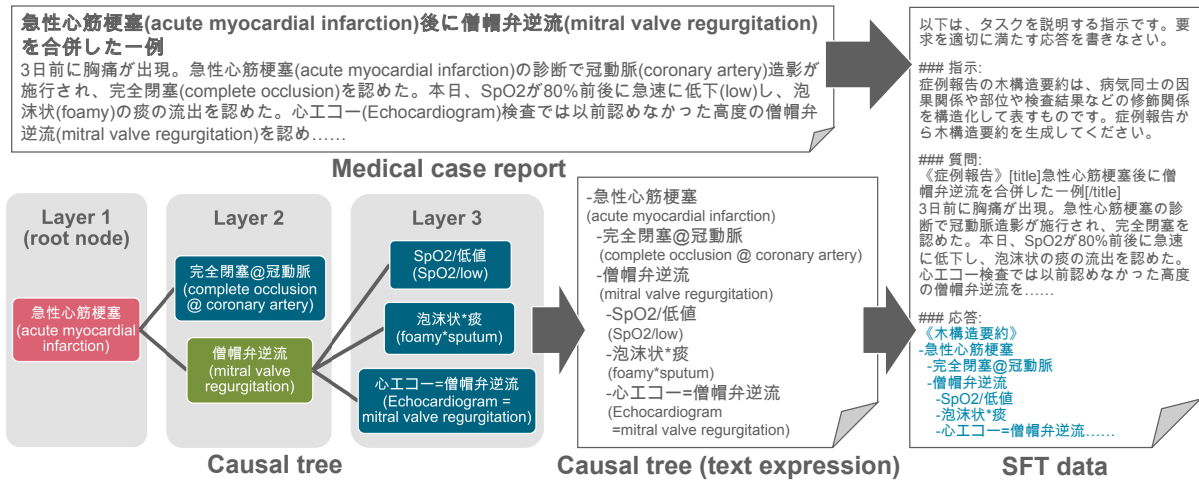 急性心筋梗塞(acute myocardial infarction)後に僧帽弁逆流(mitral valve regurgitation)
を合併した一例
3日前に胸痛が出現。急性心筋梗塞(acute myocardial infarction)の診断で冠動脈(coronary artery)造影が
施行され、完全閉塞(complete occlusion)を認めた。本日、SpO2が80%前後に急速に低下(low)し、泡
沫状(foamy)の痰の流出を認めた。心エコー(Echocardiogram)検査では以前認めなかった高度の僧帽弁
逆流(mitral valve regurgitation)を認め……
Medical case report
Layer 1
(root node)
急性心筋梗塞
(acute myocardial
infarction)
Layer 2
完全閉塞@冠動脈
(complete occlusion
@ coronary artery)
僧帽弁逆流
(mitral valve
regurgitation)
Layer 3
SpO2/低値
(SpO2/low)
泡沫状*痰
(foamy*sputum)
心エコー=僧帽弁逆流
(Echocardiogram =
mitral valve regurgitation)
Causal tree
-急性心筋梗塞
(acute myocardial infarction)
-完全閉塞@冠動脈
(complete occlusion @ coronary artery)
-僧帽弁逆流
(mitral valve regurgitation)
-SpO2/低値
(SpO2/low)
-泡沫状*痰
(foamy*sputum)
-心エコー=僧帽弁逆流
(Echocardiogram
=mitral valve regurgitation)
Causal tree (text expression)
以下は、タスクを説明する指示です。要
求を適切に満たす応答を書きなさい。
### 指示:
症例報告の木構造要約は、病気同士の因
果関係や部位や検査結果などの修飾関係
を構造化して表すものです。症例報告か
ら木構造要約を生成してください。
### 質問:
《症例報告》[title]急性心筋梗塞後に僧
帽弁逆流を合併した一例[/title]
3日前に胸痛が出現。急性心筋梗塞の診
断で冠動脈造影が施行され、完全閉塞を
認めた。本日、SpO2が80%前後に急速
に低下し、泡沫状の痰の流出を認めた。
心エコー検査では以前認めなかった高度
の僧帽弁逆流を……
### 応答:
《木構造要約》
-急性心筋梗塞
-完全閉塞@冠動脈
-僧帽弁逆流
-SpO2/低値
-泡沫状*痰
-心エコー=僧帽弁逆流……
SFT data